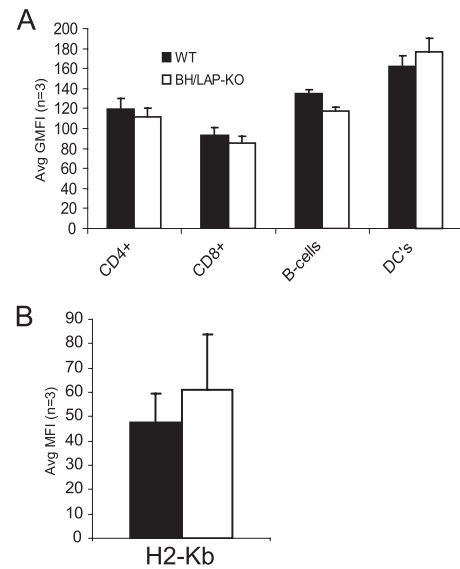 A
Avg GMFI (n=3)
200
180
160
140
120
100
80
60
40
20
0
WT
BH/LAP-KO
CD4+
CD8+
B-cells
DC's
B
Avg MFI (n=3)
90
80
70
60
50
40
30
20
10
0
H2-Kb